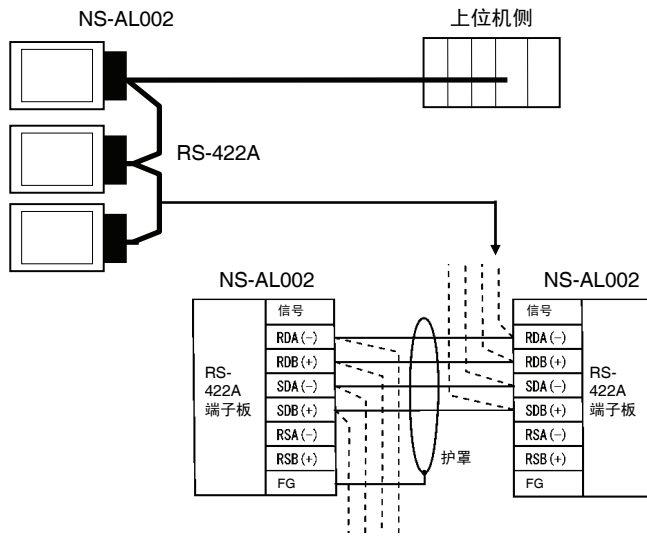 NS-AL002
上位机侧
RS-422A
NS-AL002
NS-AL002
信号
RDA(-)
RDB(+)
SDA(-)
SDB(+)
RSA(-)
RSB(+)
FG
RS-
422A
端子板
护罩
信号
RDA(-)
RDB(+)
SDA(-)
SDB(+)
RSA(-)
RSB(+)
FG
RS-
422A
端子板